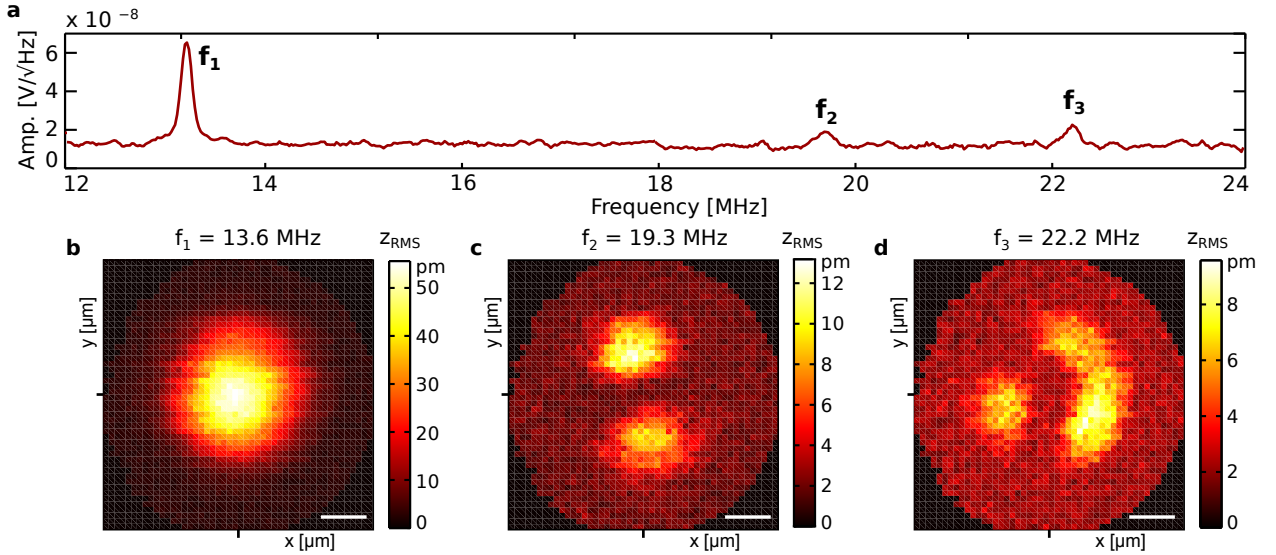 a
x 10 ⁻⁸
Amp. [V/√Hz]
6
4
2
0
f₁
f₂
f₃
12 14 16 18 20 22 24
Frequency [MHz]
b f₁ = 13.6 MHz z_RMS
pm
50
40
30
20
10
0
y [µm]
x [µm]
c f₂ = 19.3 MHz z_RMS
pm
12
10
8
6
4
2
0
y [µm]
x [µm]
d f₃ = 22.2 MHz z_RMS
pm
8
6
4
2
0
y [µm]
x [µm]